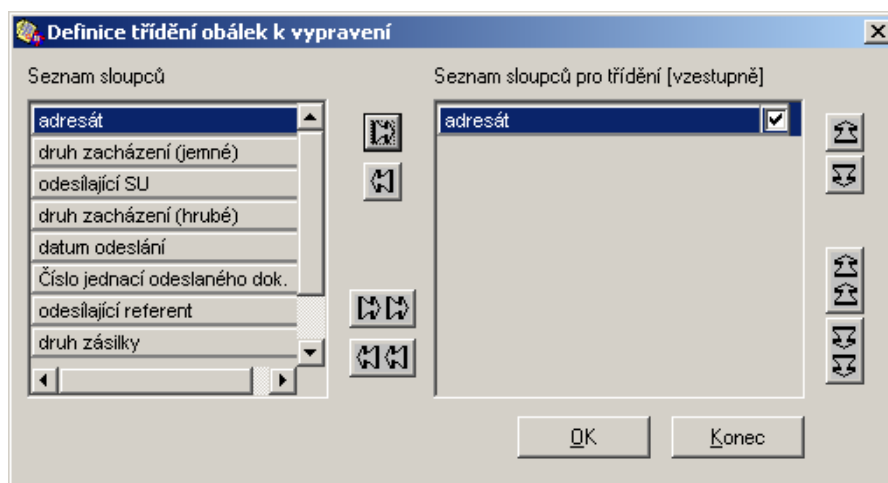 Definice třídění obálek k vypravení
Seznam sloupců
Seznam sloupců pro třídění [vzestupně]
adresát
druh zacházení (jemné)
odesílající SU
druh zacházení (hrubé)
datum odeslání
Číslo jednací odeslaného dok.
odesílající referent
druh zásilky
adresát
OK
Konec